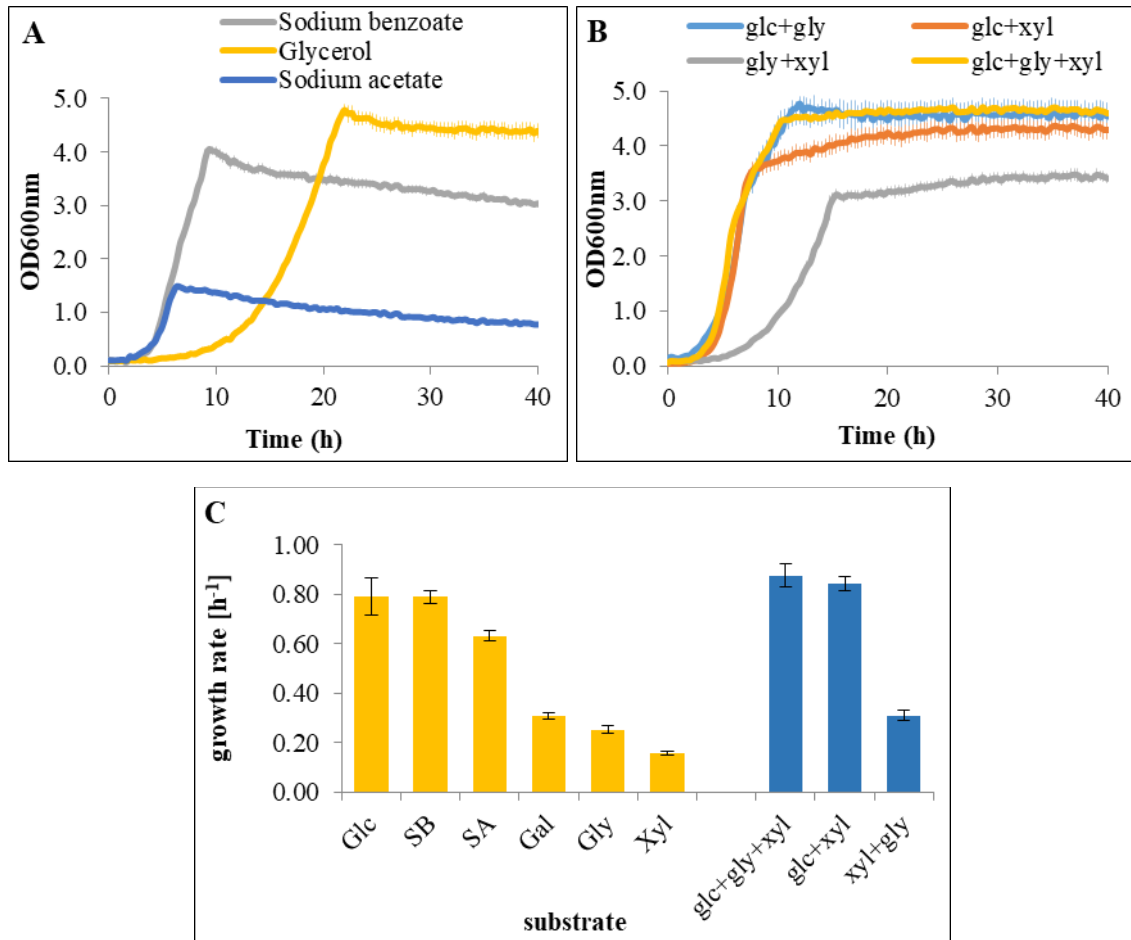 A
Sodium benzoate
Glycerol
Sodium acetate
5.0
4.0
3.0
2.0
1.0
0.0
OD600nm
0 10 20 30 40
Time (h)
B
glc+gly glc+xyl
gly+xyl glc+gly+xyl
5.0
4.0
3.0
2.0
1.0
0.0
OD600nm
0 10 20 30 40
Time (h)
C
1.00
0.80
0.60
0.40
0.20
0.00
growth rate [h⁻¹]
Glc SB SA Gal Gly Xyl glc+gly+xyl glc+xyl xyl+gly
substrate